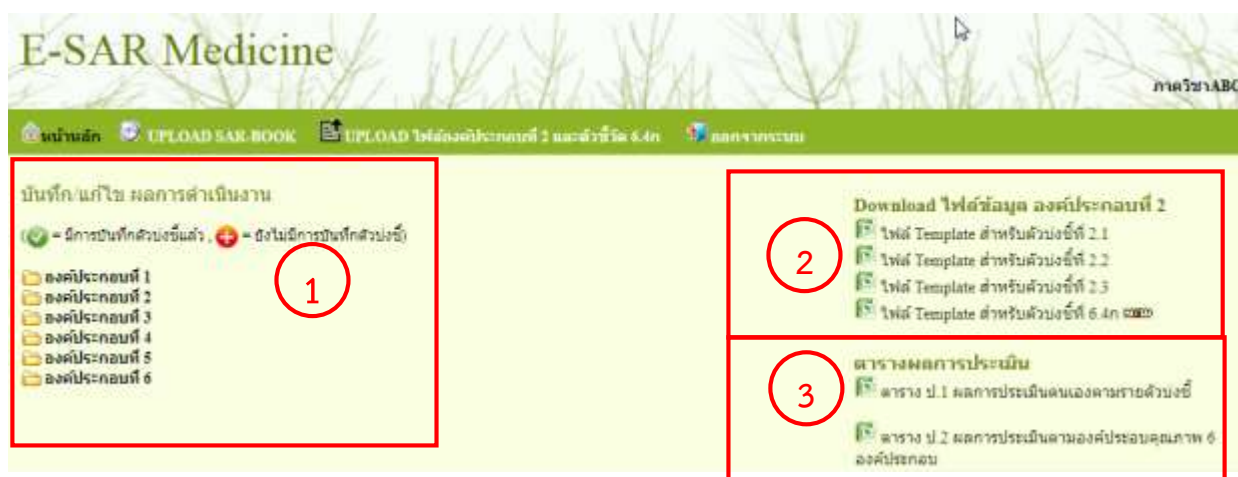 E-SAR Medicine
ภาควิชาABC
หน้าหลัก UPLOAD SAR-BOOK UPLOAD ไฟล์องค์ประกอบที่ 2 และตัวชี้วัด 6.4ก ออกจากระบบ
บันทึก/แก้ไข ผลการดำเนินงาน
( = มีการบันทึกตัวบ่งชี้แล้ว , = ยังไม่มีการบันทึกตัวบ่งชี้)
องค์ประกอบที่ 1
องค์ประกอบที่ 2
องค์ประกอบที่ 3
องค์ประกอบที่ 4
องค์ประกอบที่ 5
องค์ประกอบที่ 6
1
Download ไฟล์ข้อมูล องค์ประกอบที่ 2
ไฟล์ Template สำหรับตัวบ่งชี้ที่ 2.1
ไฟล์ Template สำหรับตัวบ่งชี้ที่ 2.2
ไฟล์ Template สำหรับตัวบ่งชี้ที่ 2.3
ไฟล์ Template สำหรับตัวบ่งชี้ที่ 6.4ก
2
ตารางผลการประเมิน
ตาราง ป.1 ผลการประเมินตนเองตามรายตัวบ่งชี้
3
ตาราง ป.2 ผลการประเมินตามองค์ประอบคุณภาพ 6
องค์ประกอบ